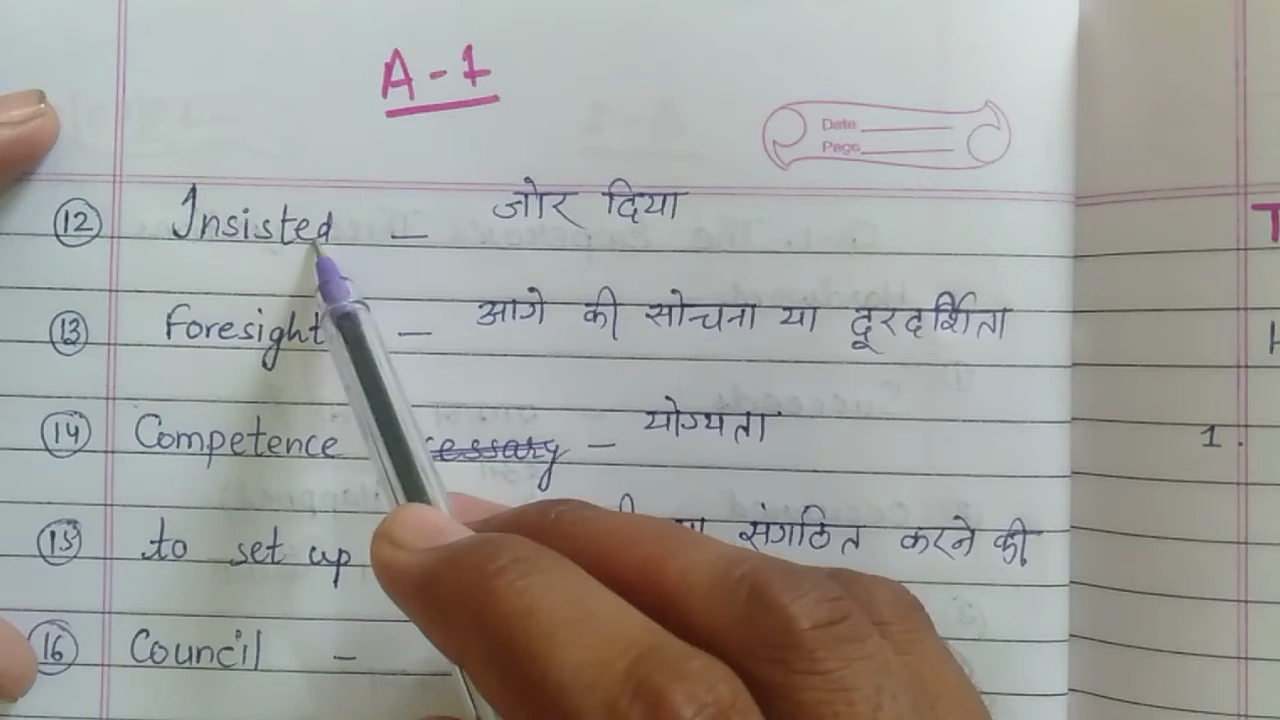 A-1
Date
Page
12 Insisted - जोर दिया
13 foresight - आगे की सोचना या दूरदर्शिता
14 Competence - योग्यता
15 to set up संगठित करने की
16 Council -
1.